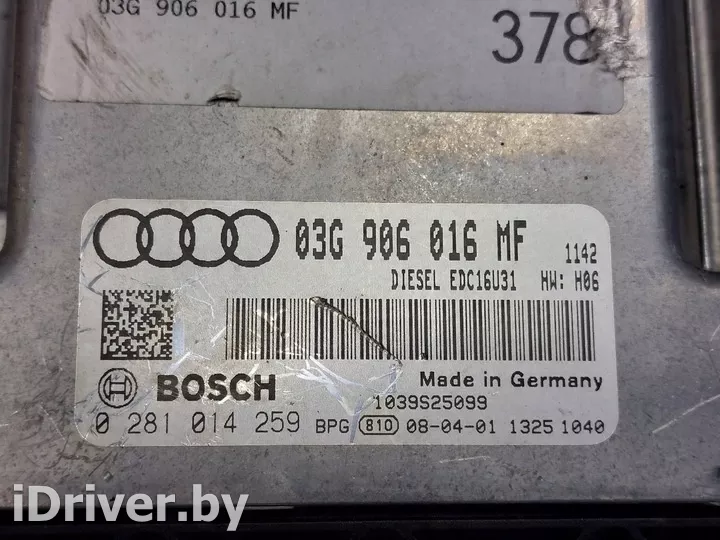 03G 906 016 MF
378
03G 906 016 MF 1142
DIESEL EDC16U31 HW: H06
BOSCH Made in Germany
1039S25099
0 281 014 259 BPG 810 08-04-01 1325 1040
iDriver.by